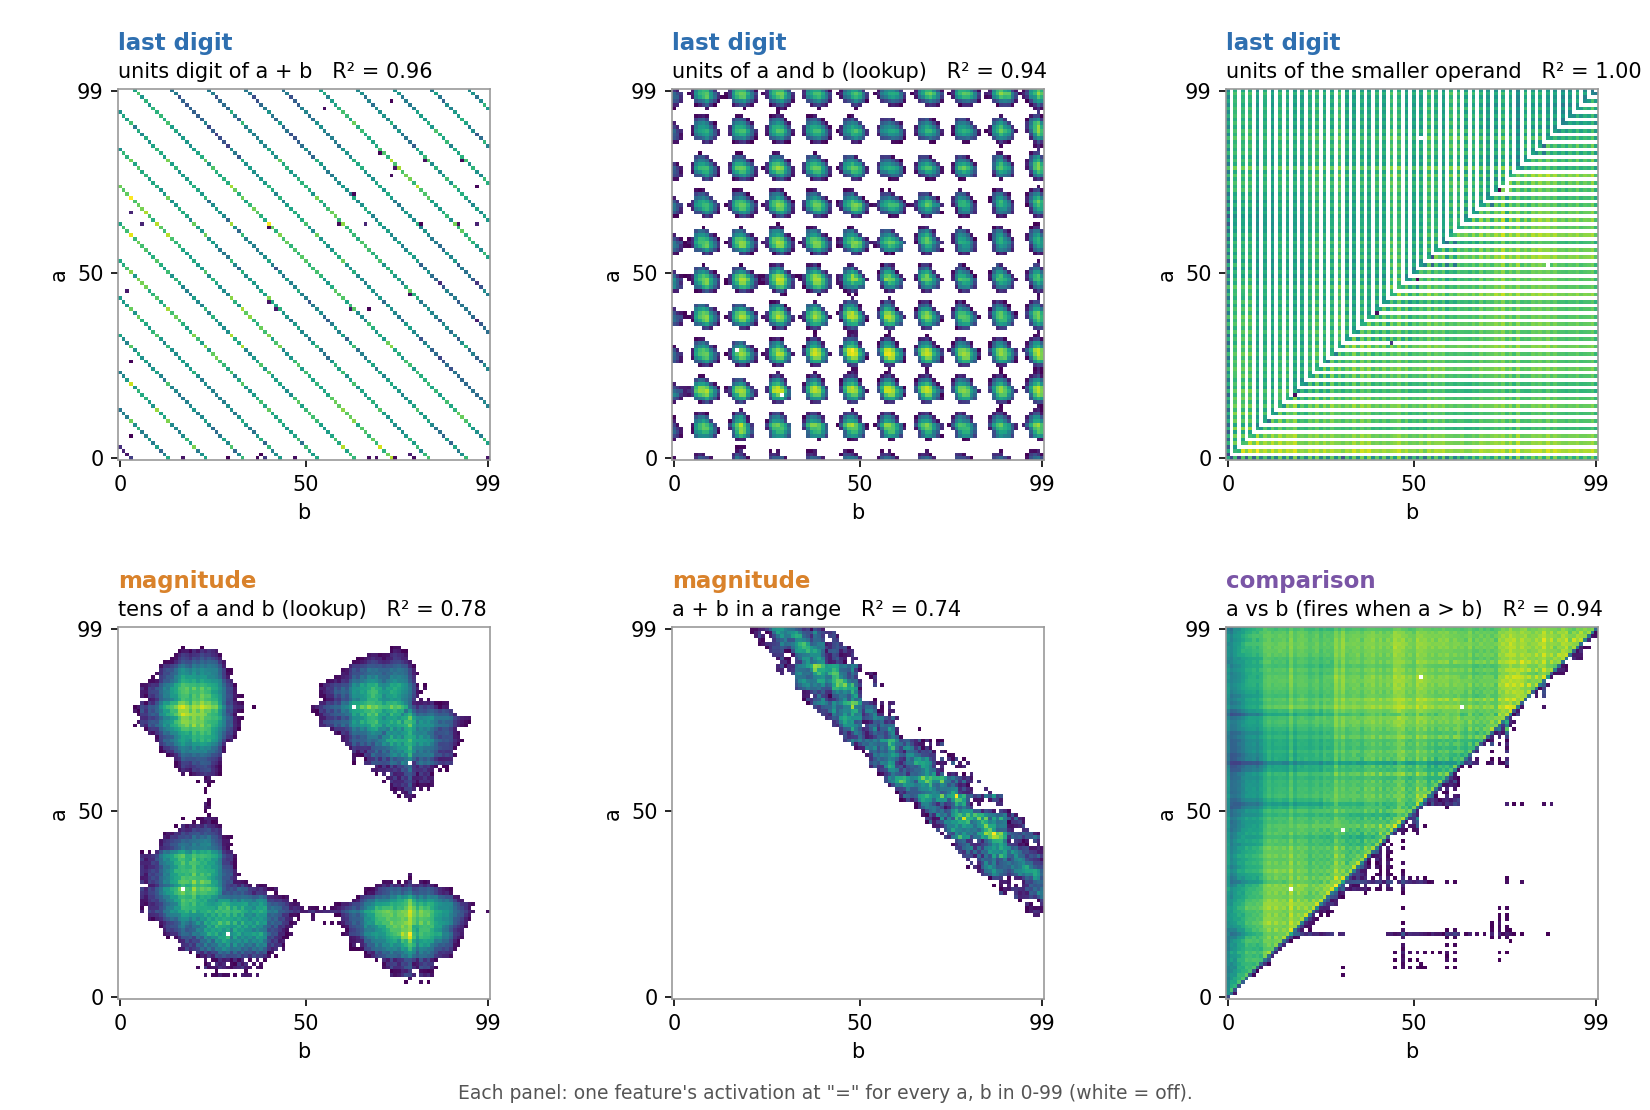 last digit
units digit of a + b R² = 0.96
99
50
0
a
0 50 99
b
last digit
units of a and b (lookup) R² = 0.94
99
50
0
a
0 50 99
b
last digit
units of the smaller operand R² = 1.00
99
50
0
a
0 50 99
b
magnitude
tens of a and b (lookup) R² = 0.78
99
50
0
a
0 50 99
b
magnitude
a + b in a range R² = 0.74
99
50
0
a
0 50 99
b
comparison
a vs b (fires when a > b) R² = 0.94
99
50
0
a
0 50 99
b
Each panel: one feature's activation at "=" for every a, b in 0-99 (white = off).